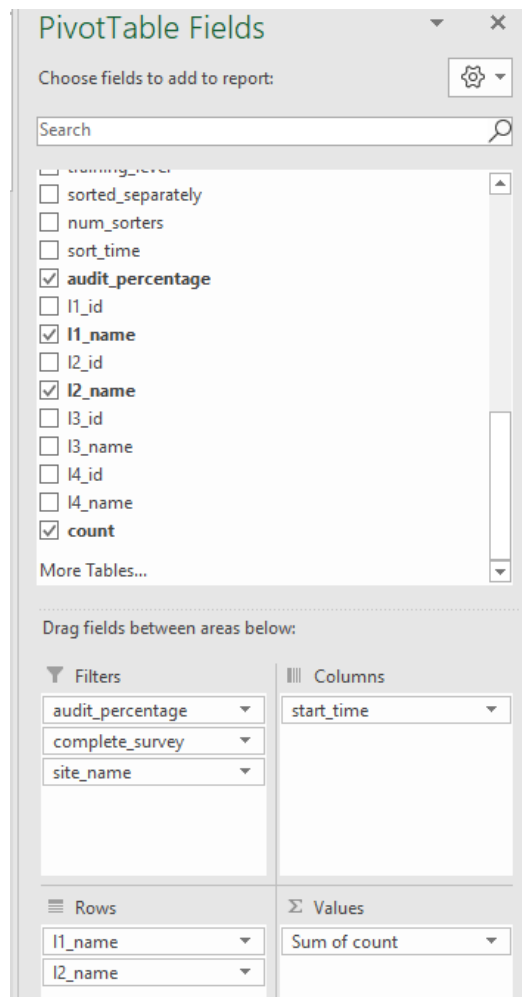 PivotTable Fields
Choose fields to add to report:
Search
training_level
sorted_separately
num_sorters
sort_time
audit_percentage
l1_id
l1_name
l2_id
l2_name
l3_id
l3_name
l4_id
l4_name
count
More Tables...
Drag fields between areas below:
Filters
Columns
audit_percentage
start_time
complete_survey
site_name
Rows
Σ Values
l1_name
Sum of count
l2_name